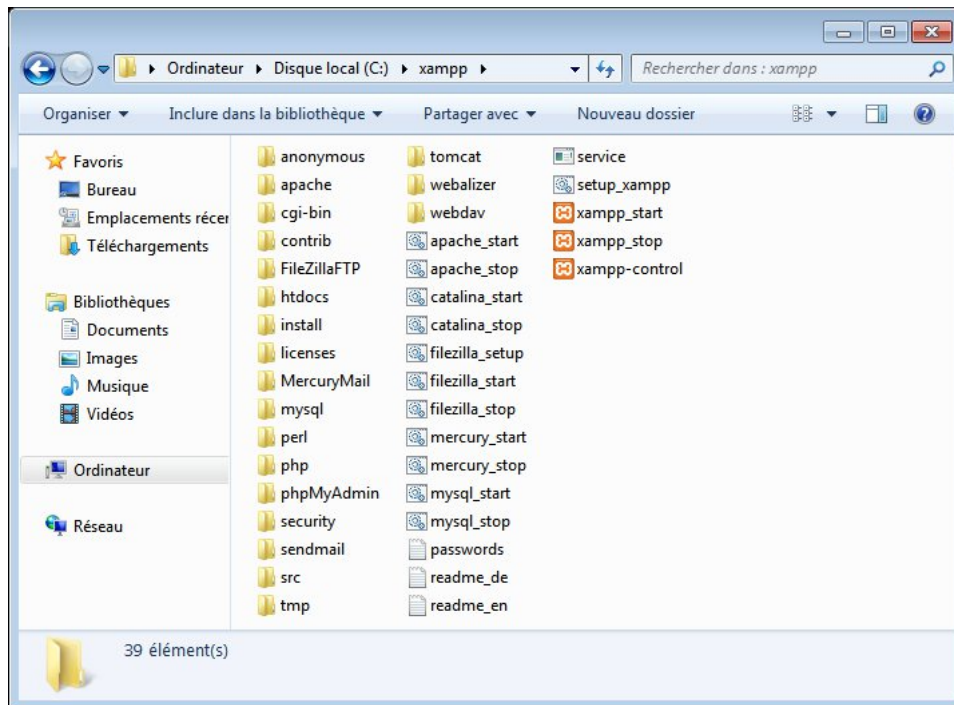 Ordinateur Disque local (C:) xampp Rechercher dans : xampp
Organiser Inclure dans la bibliothèque Partager avec Nouveau dossier
Favoris
Bureau
Emplacements récer
Téléchargements
Bibliothèques
Documents
Images
Musique
Vidéos
Ordinateur
Réseau
anonymous
apache
cgi-bin
contrib
FileZillaFTP
htdocs
install
licenses
MercuryMail
mysql
perl
php
phpMyAdmin
security
sendmail
src
tmp
tomcat
webalizer
webdav
apache_start
apache_stop
catalina_start
catalina_stop
filezilla_setup
filezilla_start
filezilla_stop
mercury_start
mercury_stop
mysql_start
mysql_stop
passwords
readme_de
readme_en
service
setup_xampp
xampp_start
xampp_stop
xampp-control
39 élément(s)